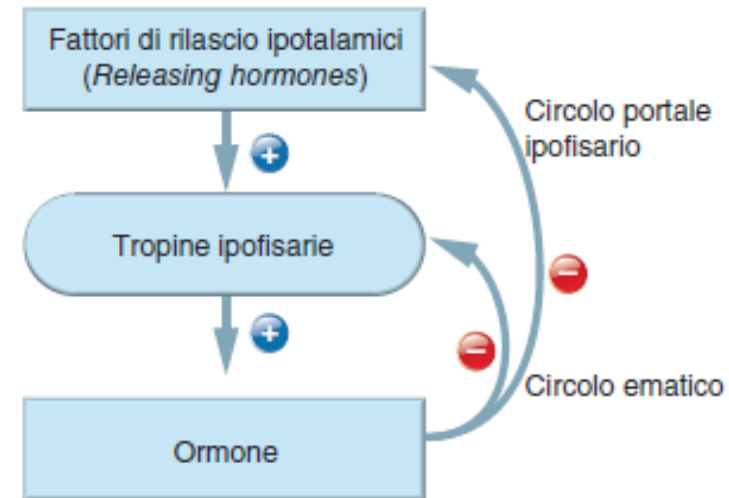 Fattori di rilascio ipotalamici
(Releasing hormones)
Circolo portale
ipofisario
+
Tropine ipofisarie
−
+
−
Circolo ematico
Ormone